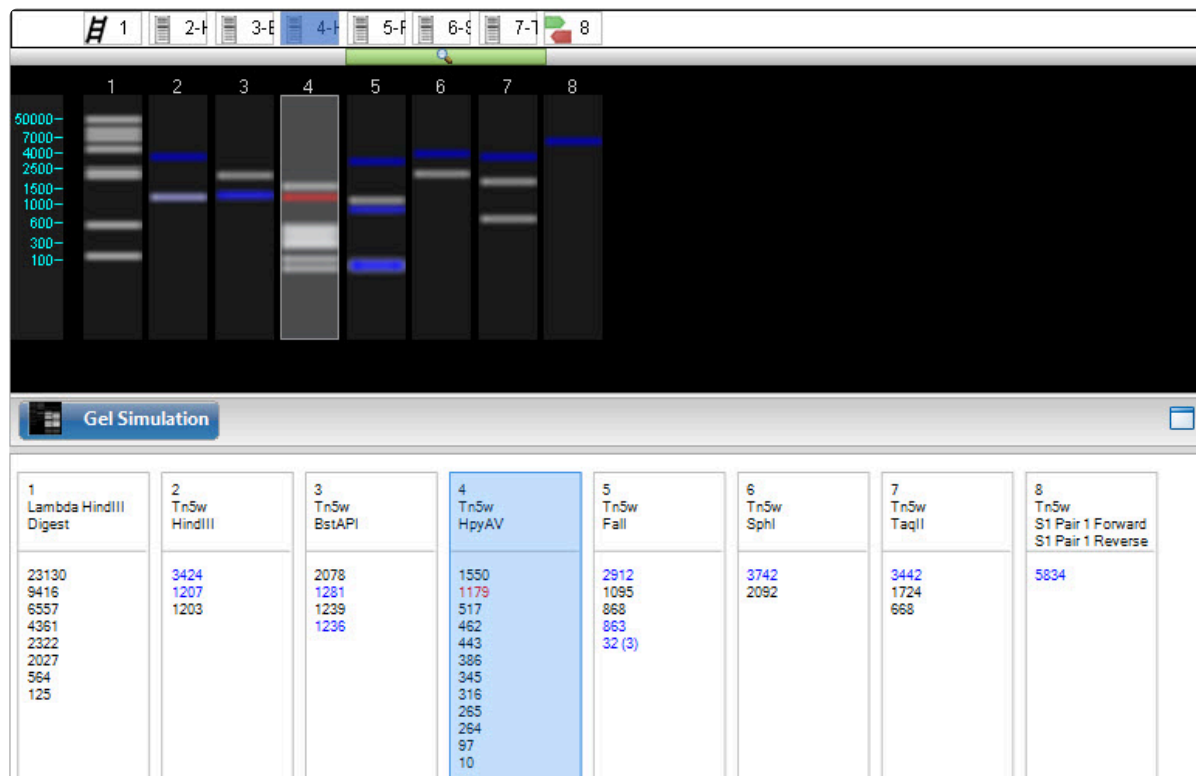 1 2-H 3-E 4-H 5-F 6-S 7-T 8
1 2 3 4 5 6 7 8
50000
7000
4000
2500
1500
1000
600
300
100
Gel Simulation
1
Lambda HindIII
Digest
23130
9416
6557
4361
2322
2027
564
125
2
Tn5w
HindIII
3424
1207
1203
3
Tn5w
BstAPI
2078
1281
1239
1236
4
Tn5w
HpyAV
1550
1179
517
462
443
386
345
316
265
264
97
10
5
Tn5w
FalI
2912
1095
868
863
32 (3)
6
Tn5w
SphI
3742
2092
7
Tn5w
TaqII
3442
1724
668
8
Tn5w
S1 Pair 1 Forward
S1 Pair 1 Reverse
5834